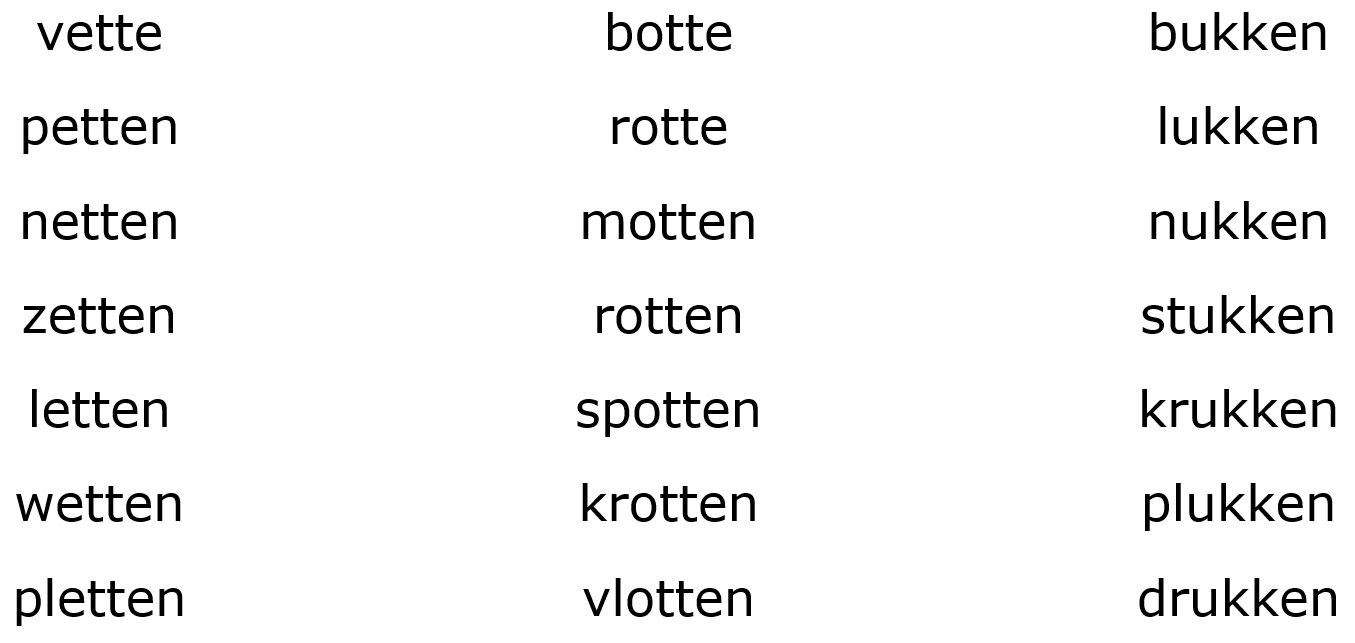 vette botte bukken
petten rotte lukken
netten motten nukken
zetten rotten stukken
letten spotten krukken
wetten krotten plukken
pletten vlotten drukken